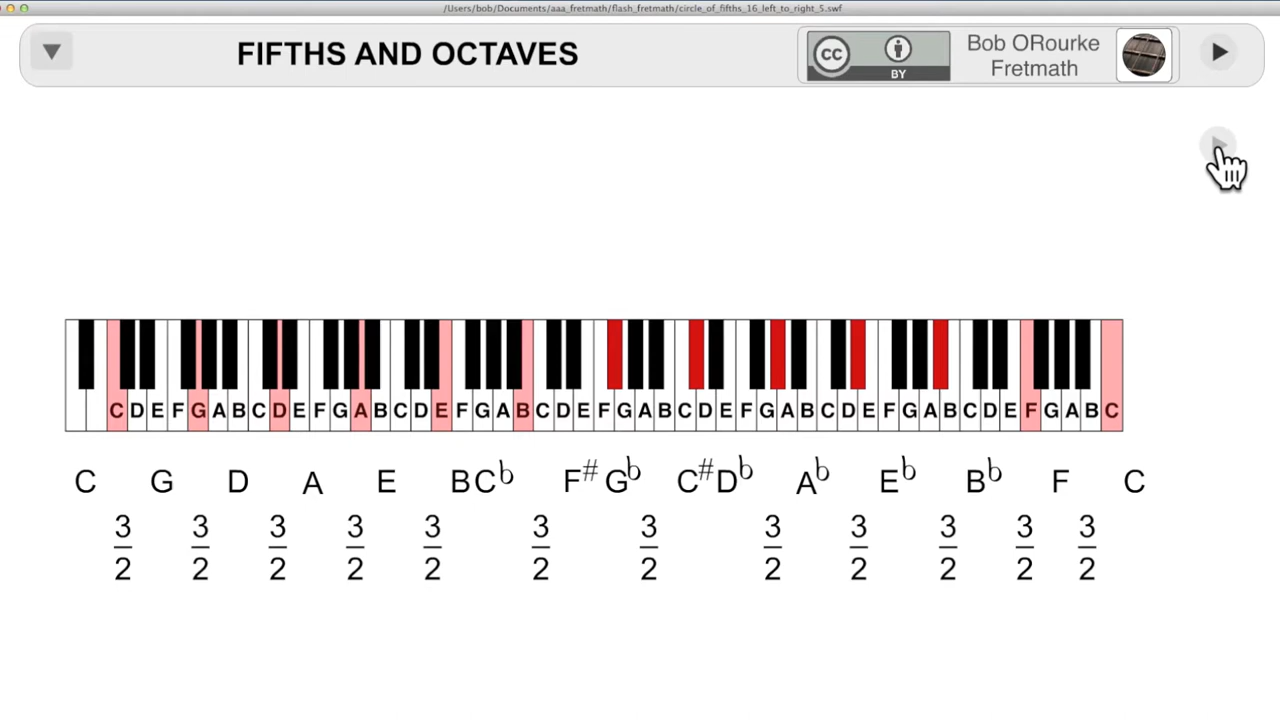 /Users/bob/Documents/aaa_fretmath/flash_fretmath/circle_of_fifths_16_left_to_right_5.swf
FIFTHS AND OCTAVES
CC BY
Bob ORourke
Fretmath
C D E F G A B C D E F G A B C D E F G A B C D E F G A B C D E F G A B C D E F G A B C D E F G A B C
C G D A E B C♭ F# G♭ C# D♭ A♭ E♭ B♭ F C
3 3 3 3 3 3 3 3 3 3 3 3
2 2 2 2 2 2 2 2 2 2 2 2